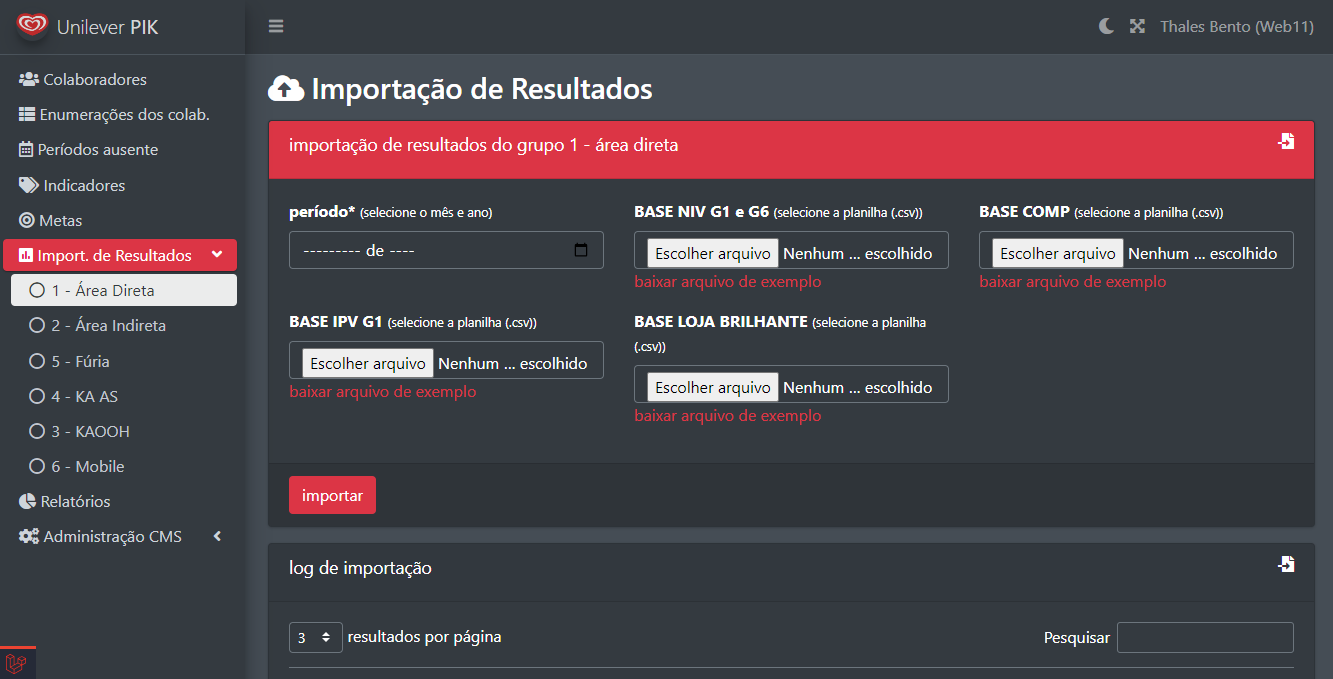 Unilever PIK
Thales Bento (Web11)
Colaboradores
Enumerações dos colab.
Períodos ausente
Indicadores
Metas
Import. de Resultados
1 - Área Direta
2 - Área Indireta
5 - Fúria
4 - KA AS
3 - KAOOH
6 - Mobile
Relatórios
Administração CMS
Importação de Resultados
importação de resultados do grupo 1 - área direta
período* (selecione o mês e ano)
--------- de ----
BASE NIV G1 e G6 (selecione a planilha (.csv))
Escolher arquivo Nenhum ... escolhido
baixar arquivo de exemplo
BASE COMP (selecione a planilha (.csv))
Escolher arquivo Nenhum ... escolhido
baixar arquivo de exemplo
BASE IPV G1 (selecione a planilha (.csv))
Escolher arquivo Nenhum ... escolhido
baixar arquivo de exemplo
BASE LOJA BRILHANTE (selecione a planilha
(.csv))
Escolher arquivo Nenhum ... escolhido
baixar arquivo de exemplo
importar
log de importação
3 resultados por página
Pesquisar